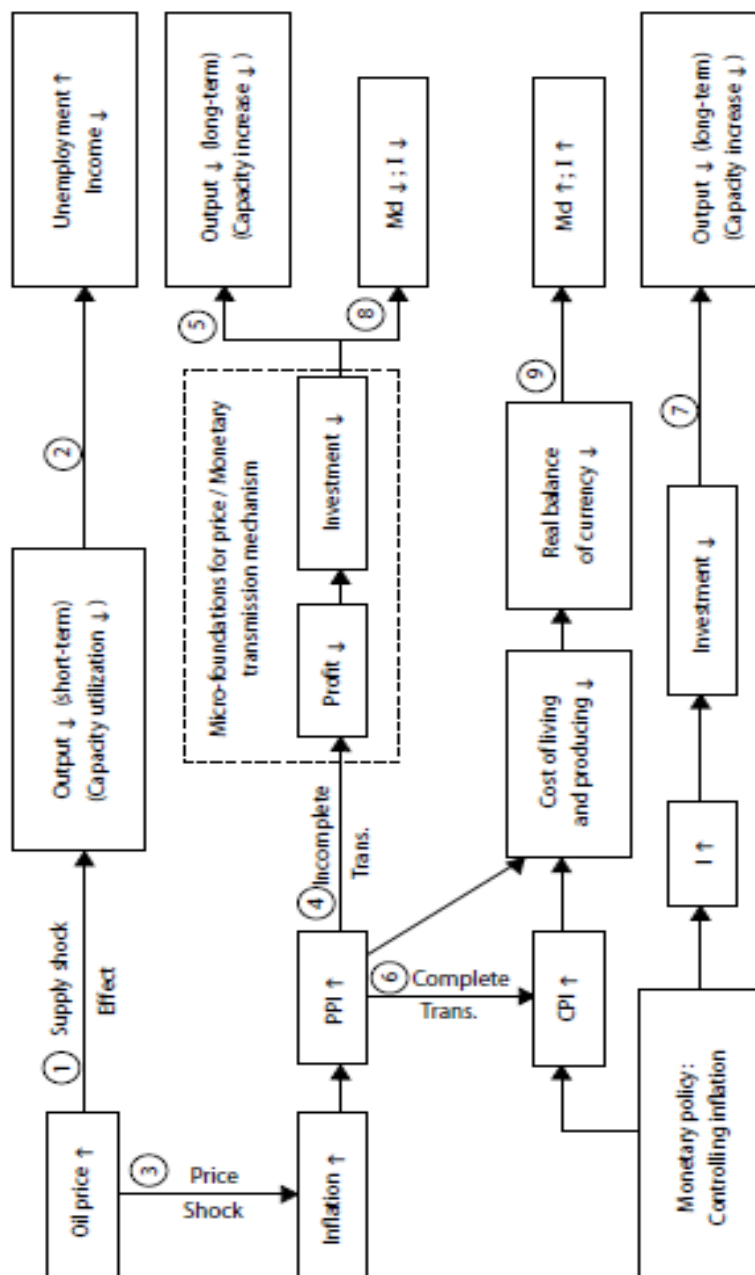 Oil price ↑
1
Supply shock
Effect
Output ↓ (short-term)
(Capacity utilization ↓)
2
Unemployment ↑
Income ↓
3
Price
Shock
Inflation ↑
PPI ↑
4
Incomplete
Trans.
Micro-foundations for price / Monetary
transmission mechanism
Profit ↓
Investment ↓
5
Output ↓ (long-term)
(Capacity increase ↓)
8
Md ↓ ; I ↓
6
Complete
Trans.
CPI ↑
Cost of living
and producing ↓
Real balance
of currency ↓
9
Md ↑; I ↑
Monetary policy:
Controlling inflation
I ↑
Investment ↓
7
Output ↓ (long-term)
(Capacity increase ↓)